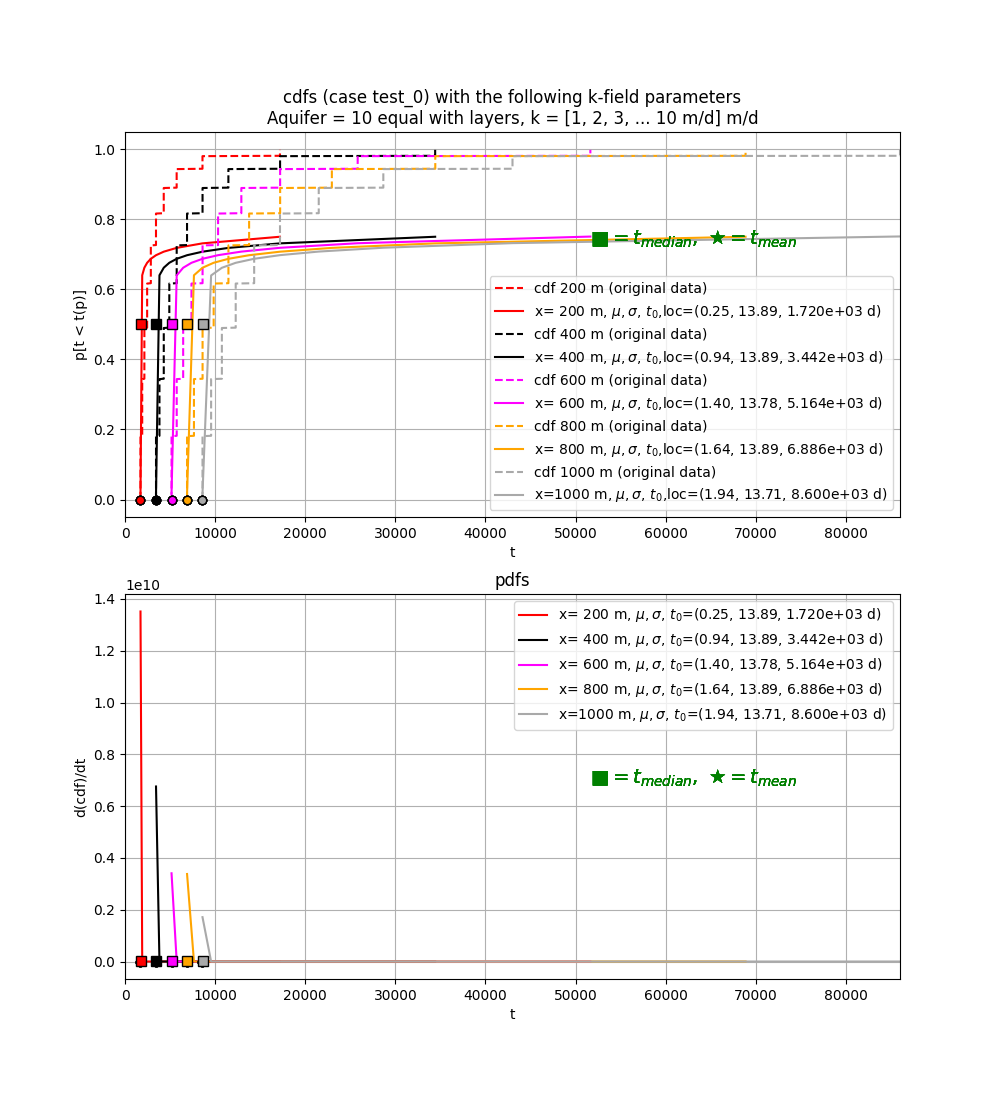 cdfs (case test_0) with the following k-field parameters
Aquifer = 10 equal with layers, k = [1, 2, 3, ... 10 m/d] m/d
1.0
0.8
0.6
0.4
0.2
0.0
p[t < t(p)]
■ = t_median, ★ = t_mean
cdf 200 m (original data)
x= 200 m, μ, σ, t₀,loc=(0.25, 13.89, 1.720e+03 d)
cdf 400 m (original data)
x= 400 m, μ, σ, t₀,loc=(0.94, 13.89, 3.442e+03 d)
cdf 600 m (original data)
x= 600 m, μ, σ, t₀,loc=(1.40, 13.78, 5.164e+03 d)
cdf 800 m (original data)
x= 800 m, μ, σ, t₀,loc=(1.64, 13.89, 6.886e+03 d)
cdf 1000 m (original data)
x=1000 m, μ, σ, t₀,loc=(1.94, 13.71, 8.600e+03 d)
0 10000 20000 30000 40000 50000 60000 70000 80000
t
pdfs
1e10
1.4
1.2
1.0
0.8
0.6
0.4
0.2
0.0
d(cdf)/dt
x= 200 m, μ, σ, t₀=(0.25, 13.89, 1.720e+03 d)
x= 400 m, μ, σ, t₀=(0.94, 13.89, 3.442e+03 d)
x= 600 m, μ, σ, t₀=(1.40, 13.78, 5.164e+03 d)
x= 800 m, μ, σ, t₀=(1.64, 13.89, 6.886e+03 d)
x=1000 m, μ, σ, t₀=(1.94, 13.71, 8.600e+03 d)
■ = t_median, ★ = t_mean
0 10000 20000 30000 40000 50000 60000 70000 80000
t